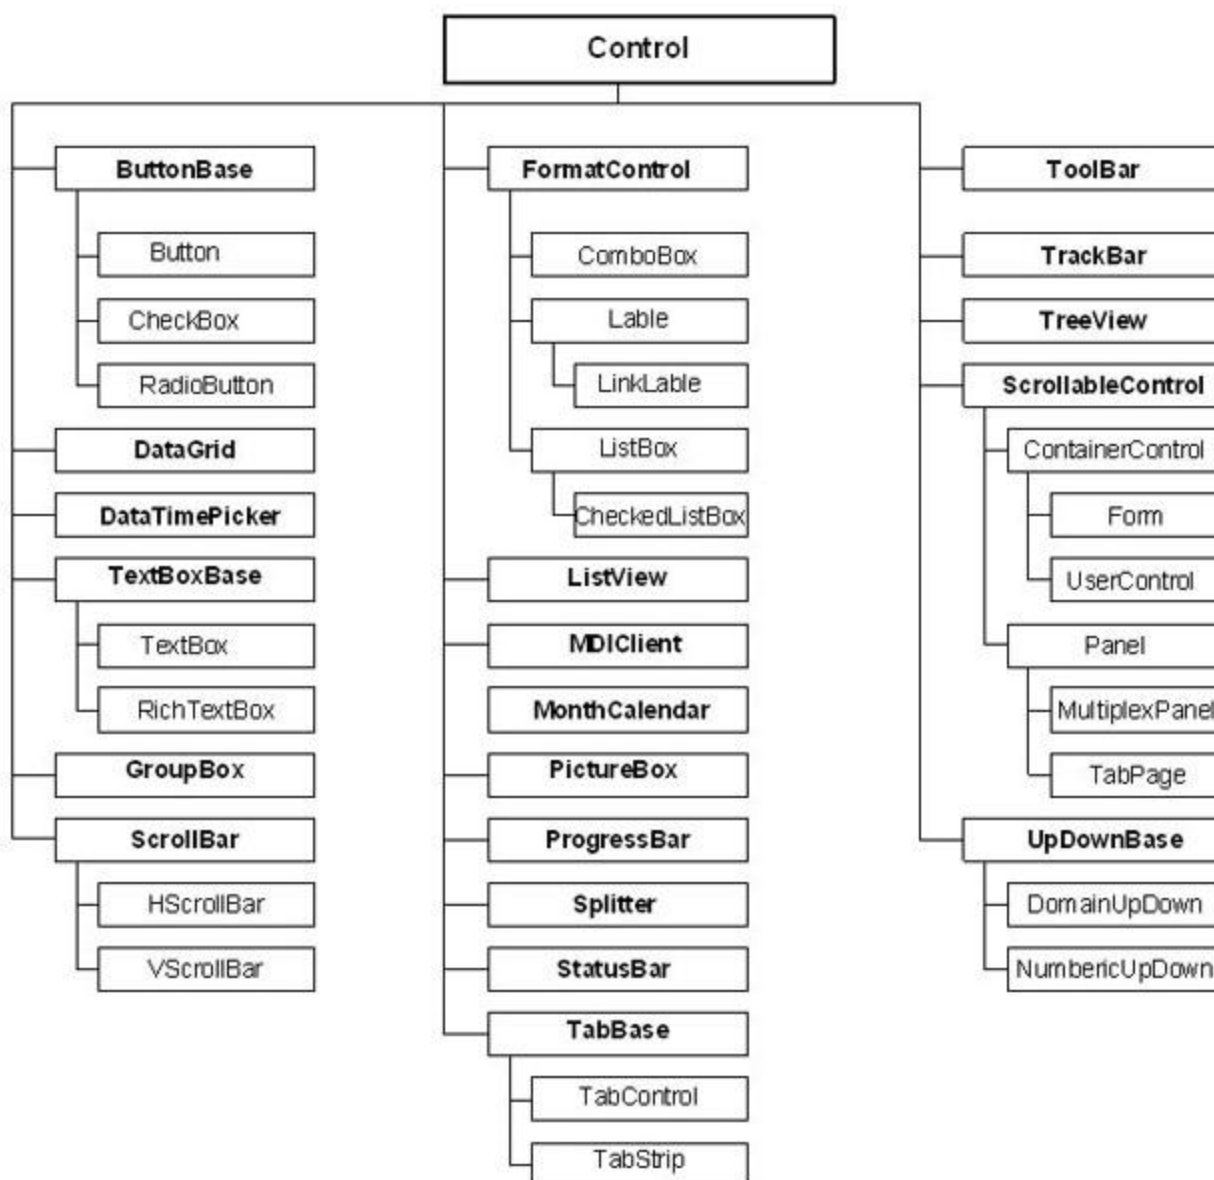 Control
ButtonBase
Button
CheckBox
RadioButton
DataGrid
DataTimePicker
TextBoxBase
TextBox
RichTextBox
GroupBox
ScrollBar
HScrollBar
VScrollBar
FormatControl
ComboBox
Lable
LinkLable
ListBox
CheckedListBox
ListView
MDIClient
MonthCalendar
PictureBox
ProgressBar
Splitter
StatusBar
TabBase
TabControl
TabStrip
ToolBar
TrackBar
TreeView
ScrollableControl
ContainerControl
Form
UserControl
Panel
MultiplexPanel
TabPage
UpDownBase
DomainUpDown
NumbericUpDown